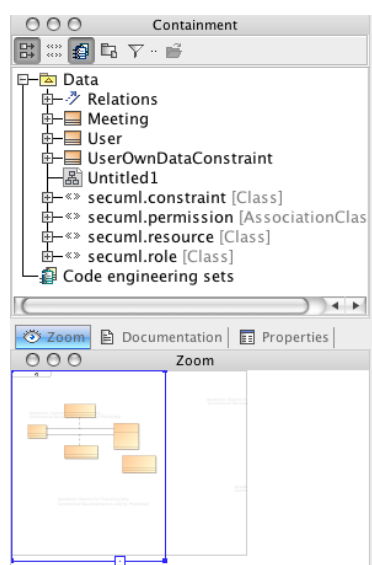 Containment
Data
Relations
Meeting
User
UserOwnDataConstraint
Untitled1
«» secuml.constraint [Class]
«» secuml.permission [AssociationClas
«» secuml.resource [Class]
«» secuml.role [Class]
Code engineering sets
Zoom Documentation Properties
Zoom